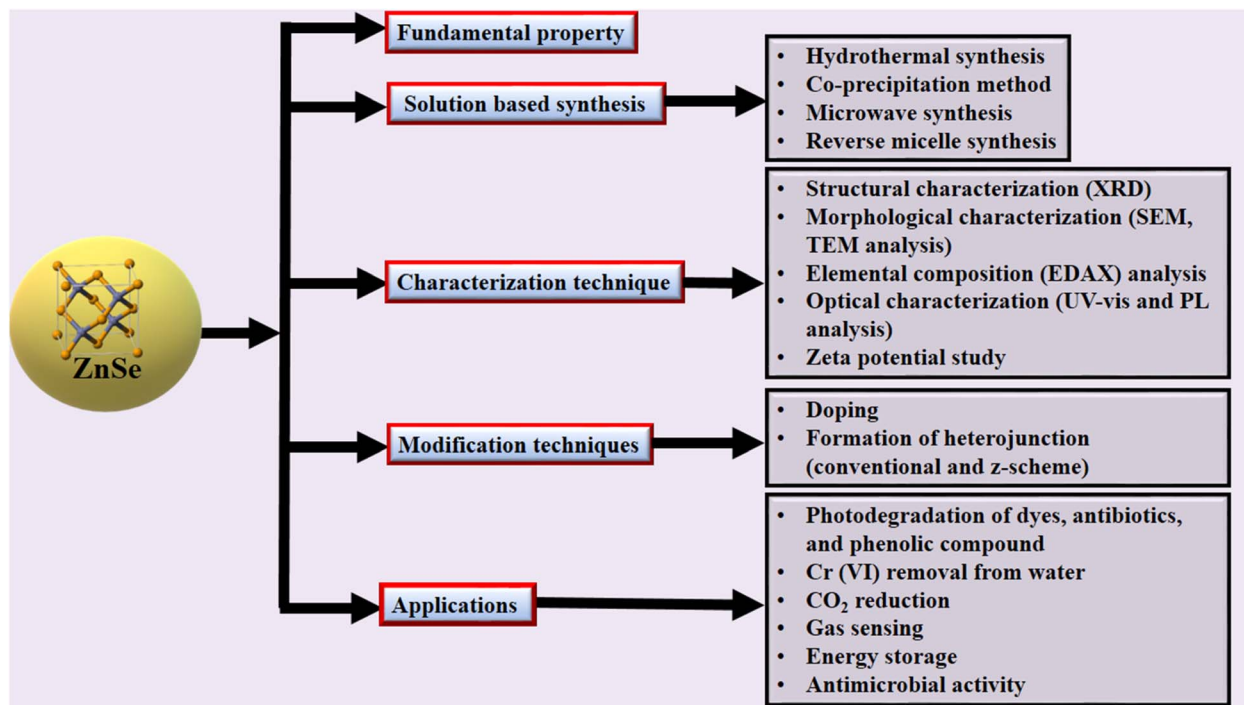 ZnSe
Fundamental property
Solution based synthesis
• Hydrothermal synthesis
• Co-precipitation method
• Microwave synthesis
• Reverse micelle synthesis
Characterization technique
• Structural characterization (XRD)
• Morphological characterization (SEM,
TEM analysis)
• Elemental composition (EDAX) analysis
• Optical characterization (UV-vis and PL
analysis)
• Zeta potential study
Modification techniques
• Doping
• Formation of heterojunction
(conventional and z-scheme)
Applications
• Photodegradation of dyes, antibiotics,
and phenolic compound
• Cr (VI) removal from water
• CO₂ reduction
• Gas sensing
• Energy storage
• Antimicrobial activity